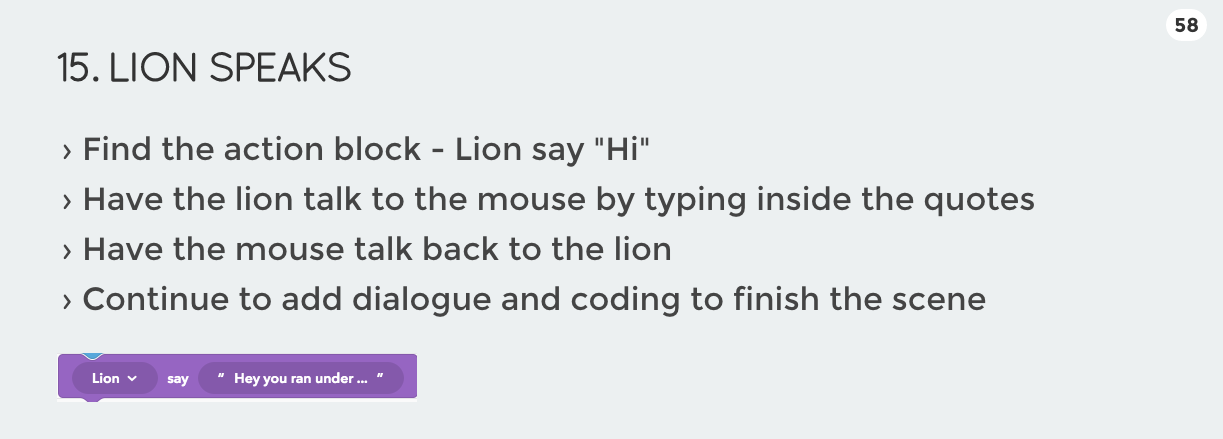 58
15. LION SPEAKS
› Find the action block - Lion say "Hi"
› Have the lion talk to the mouse by typing inside the quotes
› Have the mouse talk back to the lion
› Continue to add dialogue and coding to finish the scene
Lion say “ Hey you ran under ... ”